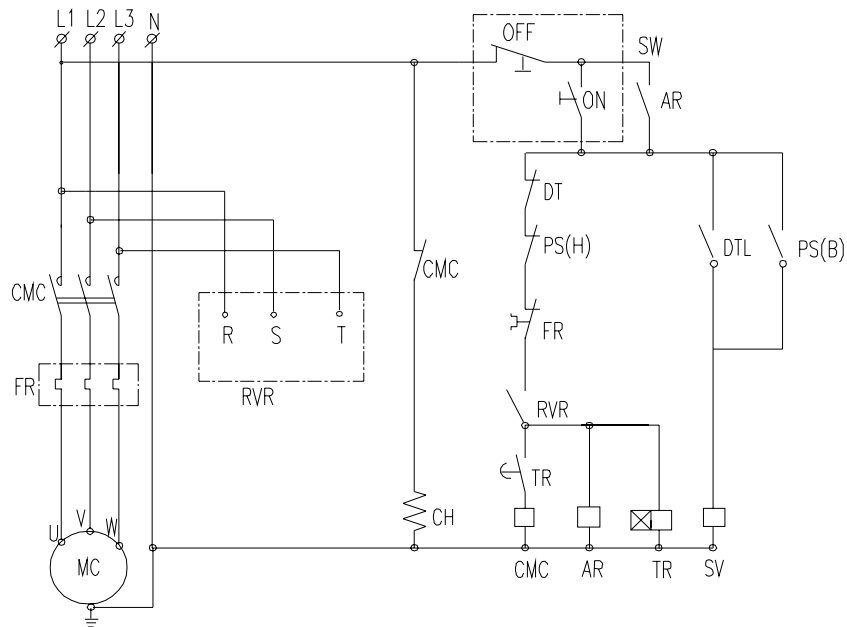 L1 L2 L3 N
OFF
SW
ON
AR
DT
PS(H)
DTL
PS(B)
CMC
CMC
FR
R S T
RVR
FR
RVR
TR
CH
U V W
MC
CMC AR TR SV